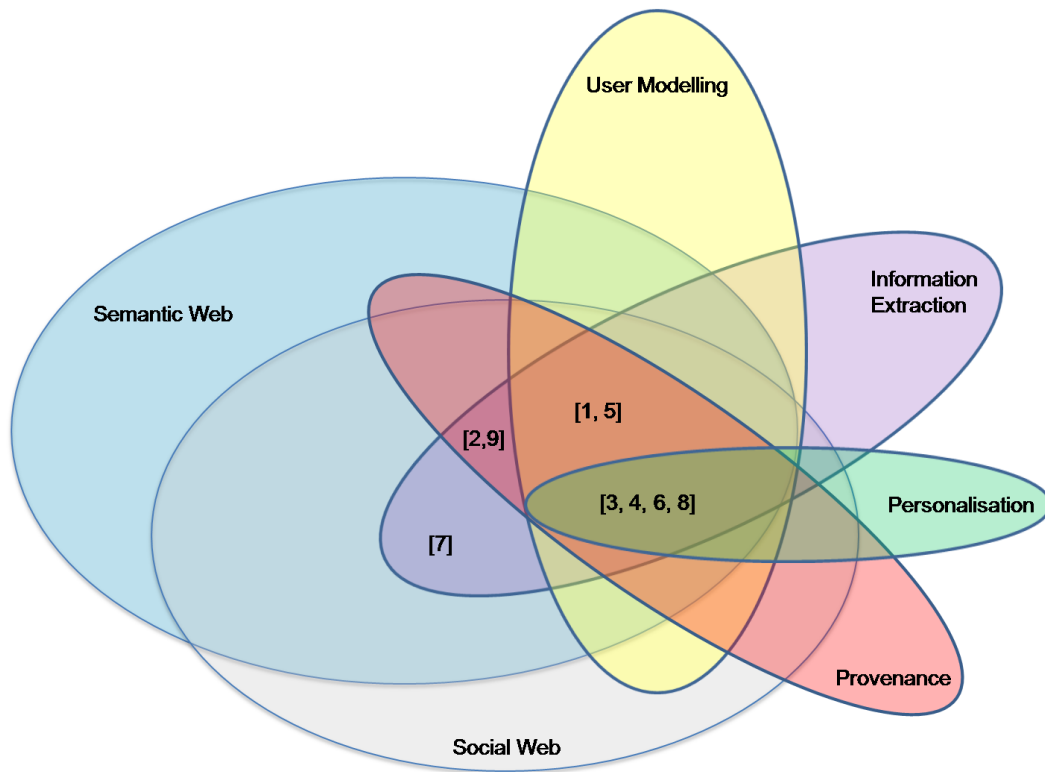 User Modelling
Information
Extraction
Semantic Web
[1, 5]
[2,9]
[3, 4, 6, 8]
Personalisation
[7]
Provenance
Social Web